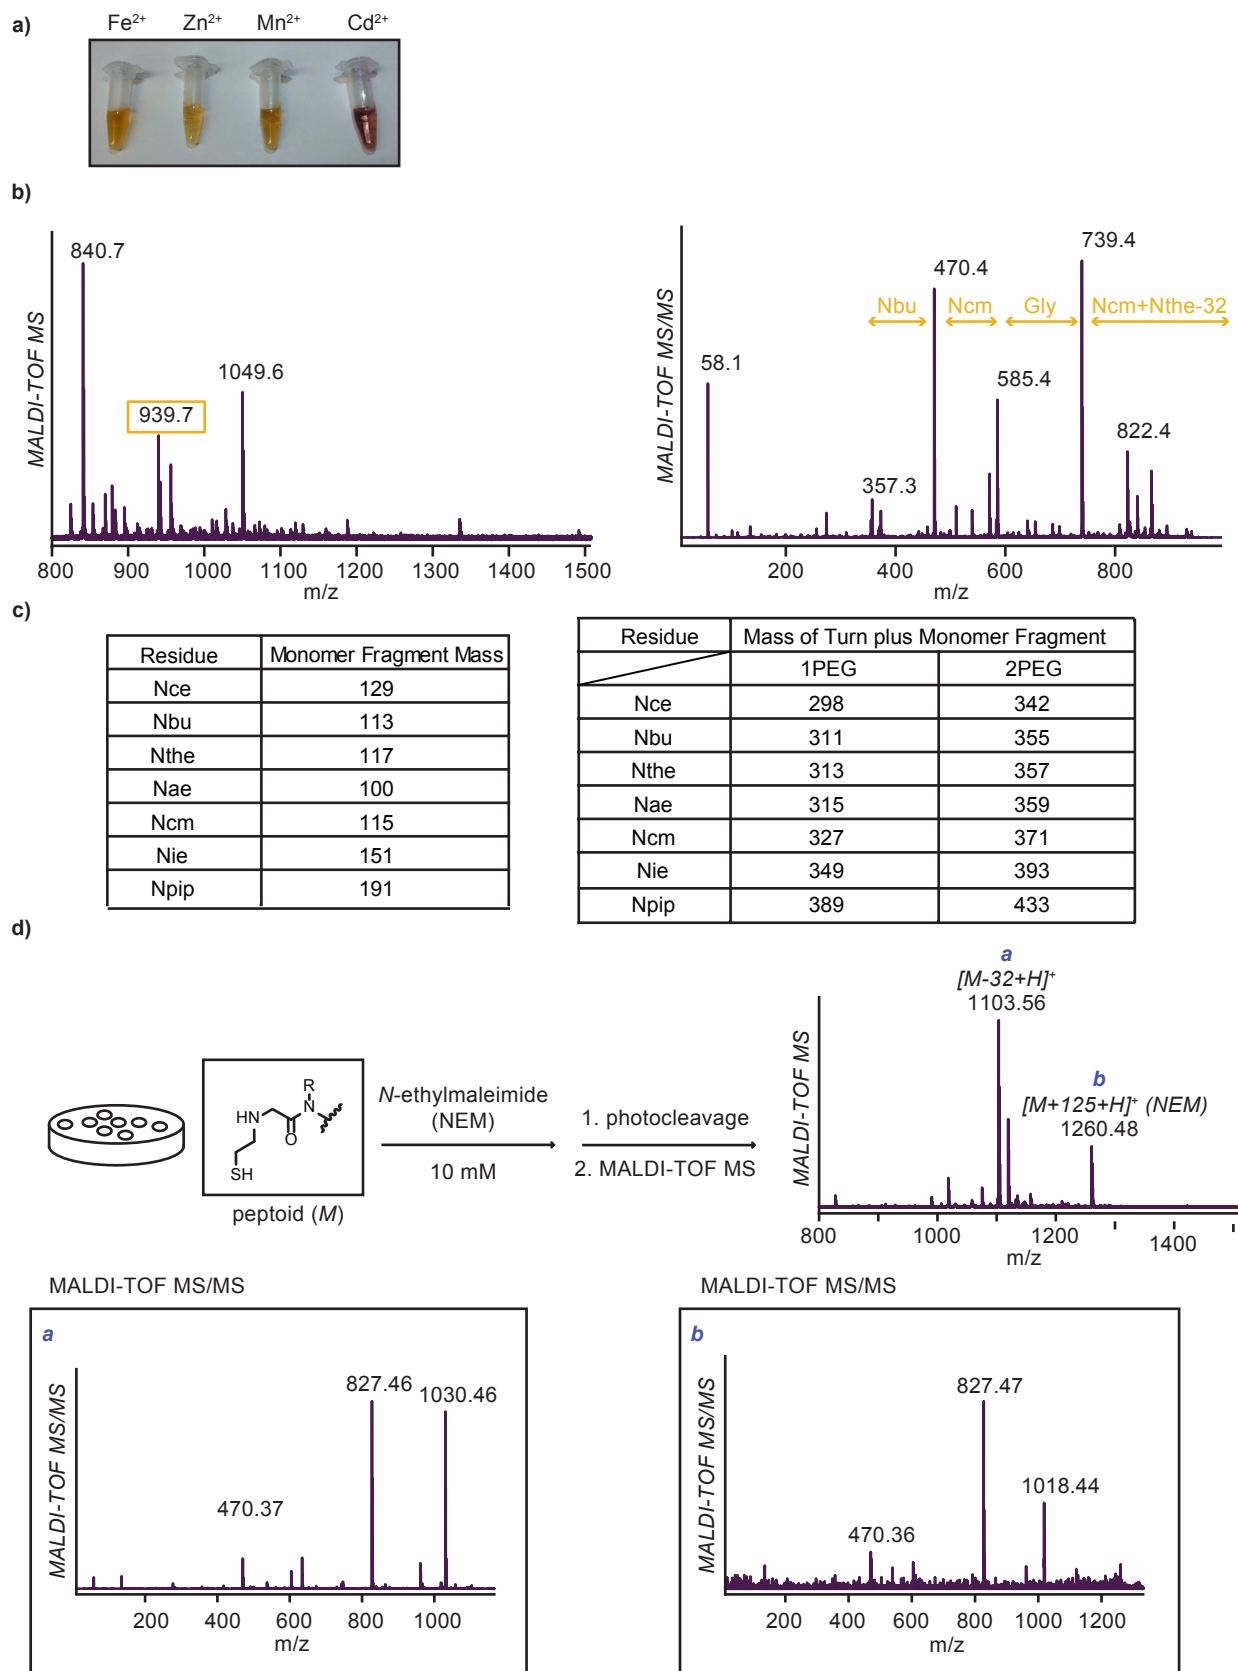 a)
Fe²⁺ Zn²⁺ Mn²⁺ Cd²⁺
b)
MALDI-TOF MS
840.7
939.7
1049.6
800 900 1000 1100 1200 1300 1400 1500
m/z
MALDI-TOF MS/MS
739.4
470.4
Nbu Ncm Gly Ncm+Nthe-32
58.1
585.4
822.4
357.3
200 400 600 800
m/z
c)
Residue Monomer Fragment Mass
Nce 129
Nbu 113
Nthe 117
Nae 100
Ncm 115
Nie 151
Npip 191
Residue Mass of Turn plus Monomer Fragment
1PEG 2PEG
Nce 298 342
Nbu 311 355
Nthe 313 357
Nae 315 359
Ncm 327 371
Nie 349 393
Npip 389 433
d)
R
HN N
O
SH
peptoid (M)
N-ethylmaleimide
(NEM)
10 mM
1. photocleavage
2. MALDI-TOF MS
MALDI-TOF MS
a
[M-32+H]⁺
1103.56
b
[M+125+H]⁺ (NEM)
1260.48
800 1000 1200 1400
m/z
MALDI-TOF MS/MS
a
MALDI-TOF MS/MS
827.46
1030.46
470.37
200 400 600 800 1000
m/z
MALDI-TOF MS/MS
b
MALDI-TOF MS/MS
827.47
1018.44
470.36
200 400 600 800 1000 1200
m/z